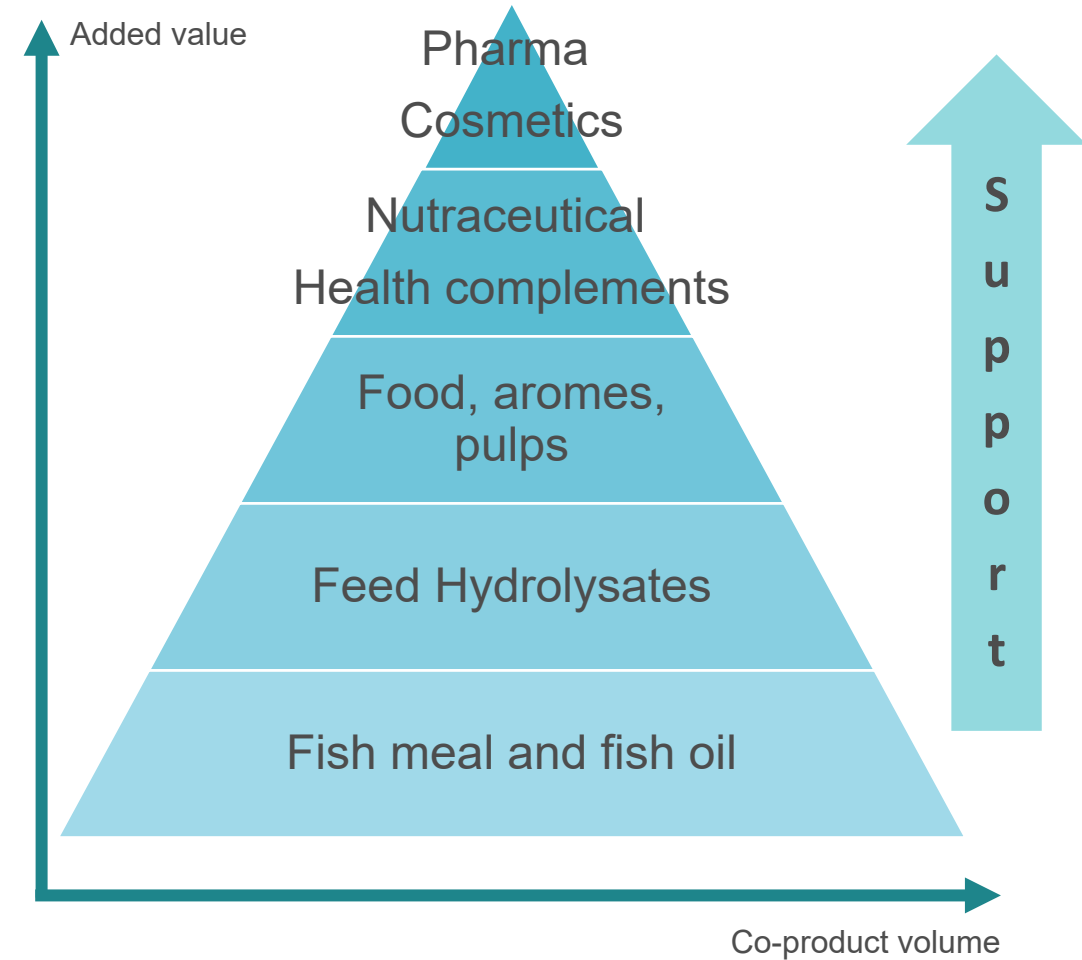 Added value
Pharma
Cosmetics
Nutraceutical
Health complements
Food, aromes,
pulps
Feed Hydrolysates
Fish meal and fish oil
Co-product volume
S
u
p
p
o
r
t